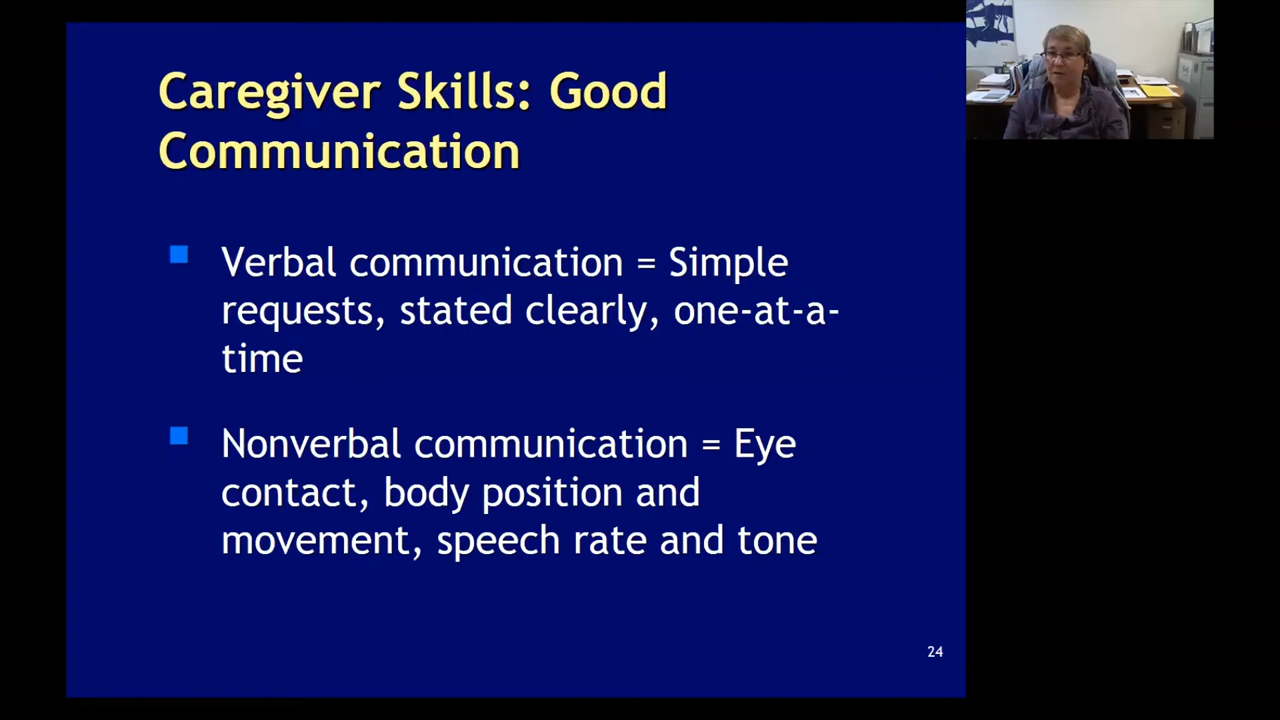 Caregiver Skills: Good
Communication
Verbal communication = Simple
requests, stated clearly, one-at-a-
time
Nonverbal communication = Eye
contact, body position and
movement, speech rate and tone
24